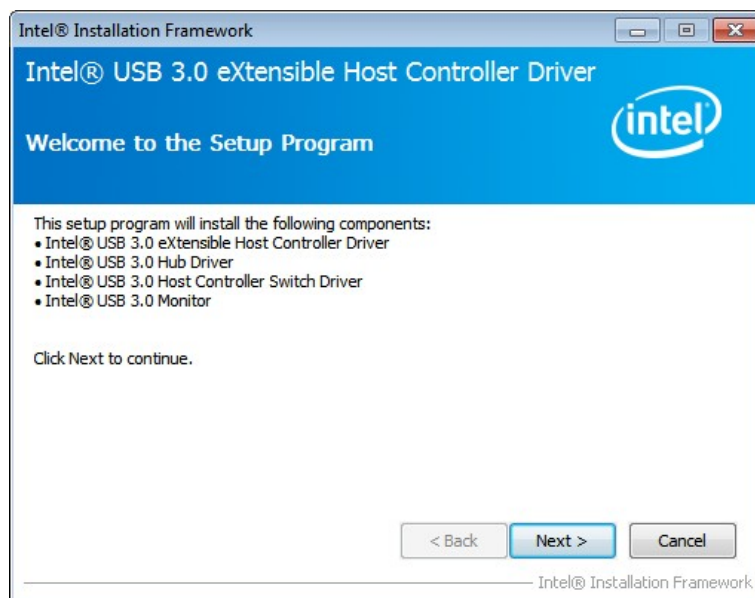 Intel® Installation Framework
Intel® USB 3.0 eXtensible Host Controller Driver
intel
Welcome to the Setup Program
This setup program will install the following components:
• Intel® USB 3.0 eXtensible Host Controller Driver
• Intel® USB 3.0 Hub Driver
• Intel® USB 3.0 Host Controller Switch Driver
• Intel® USB 3.0 Monitor
Click Next to continue.
< Back Next > Cancel
Intel® Installation Framework